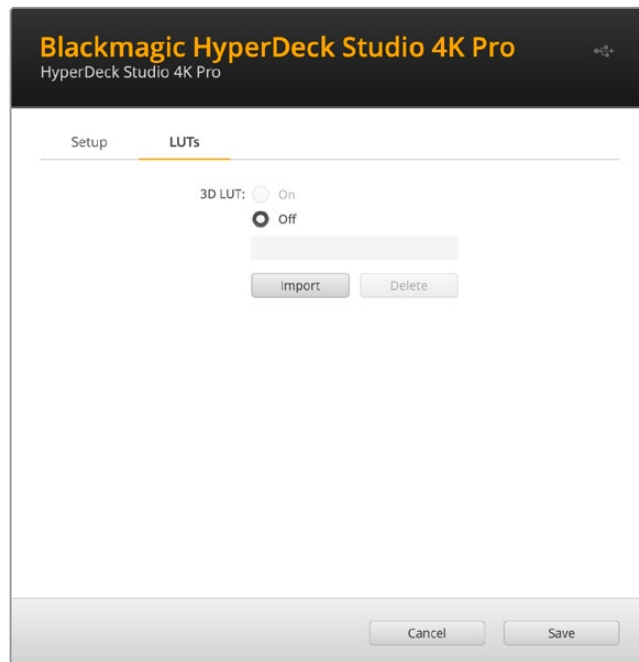 Blackmagic HyperDeck Studio 4K Pro
HyperDeck Studio 4K Pro
Setup LUTs
3D LUT: On
Off
Import Delete
Cancel Save